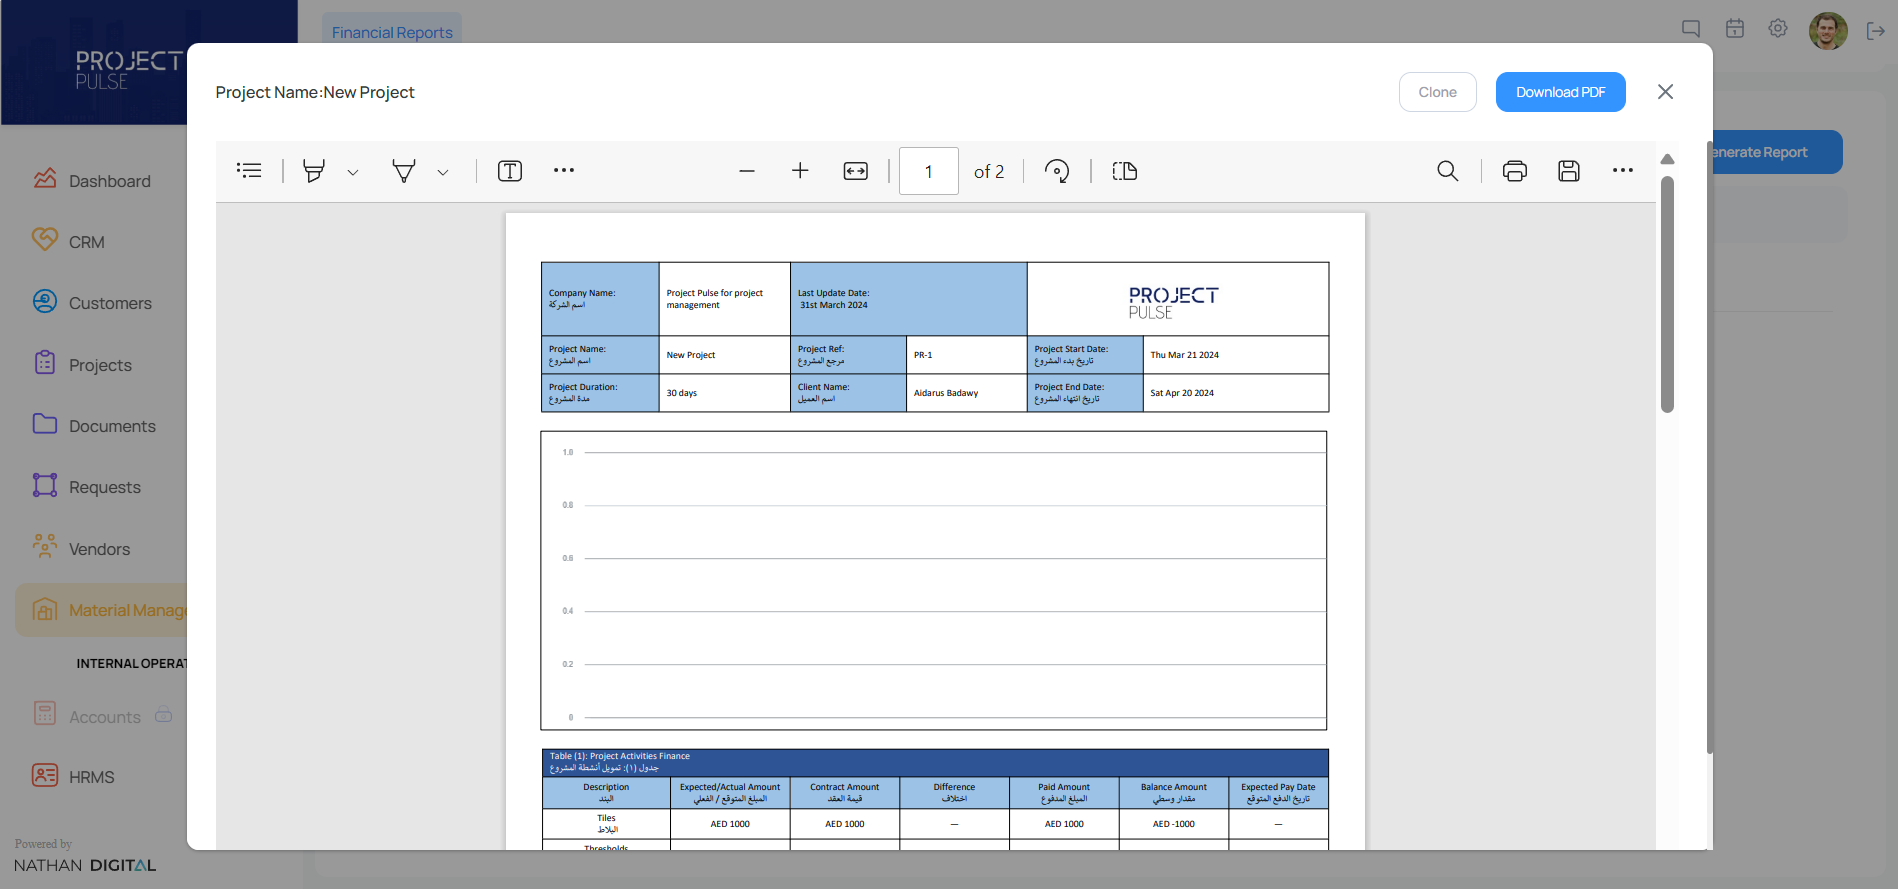 PROJECT
PULSE
Financial Reports
1
Project Name:New Project
Clone
Download PDF
enerate Report
1
of 2
Dashboard
CRM
Customers
Projects
Documents
Requests
Vendors
Material Manage
INTERNAL OPERAT
Accounts
HRMS
Powered by
NATHAN DIGITAL
Company Name:
اسم الشركة
Project Pulse for project
management
Last Update Date:
31st March 2024
PROJECT
PULSE
Project Name:
اسم المشروع
New Project
Project Ref:
مرجع المشروع
PR-1
Project Start Date:
تاريخ بدء المشروع
Thu Mar 21 2024
Project Duration:
مدة المشروع
30 days
Client Name:
اسم العميل
Aidarus Badawy
Project End Date:
تاريخ انتهاء المشروع
Sat Apr 20 2024
1.0
0.8
0.6
0.4
0.2
0
Table (1): Project Activities Finance
جدول (١): تمويل أنشطة المشروع
Description
البند
Expected/Actual Amount
المبلغ المتوقع / الفعلي
Contract Amount
قيمة العقد
Difference
اختلاف
Paid Amount
المبلغ المدفوع
Balance Amount
مقدار وسطي
Expected Pay Date
تاريخ الدفع المتوقع
Tiles
البلاط
AED 1000
AED 1000
—
AED 1000
AED -1000
—
Thresholds